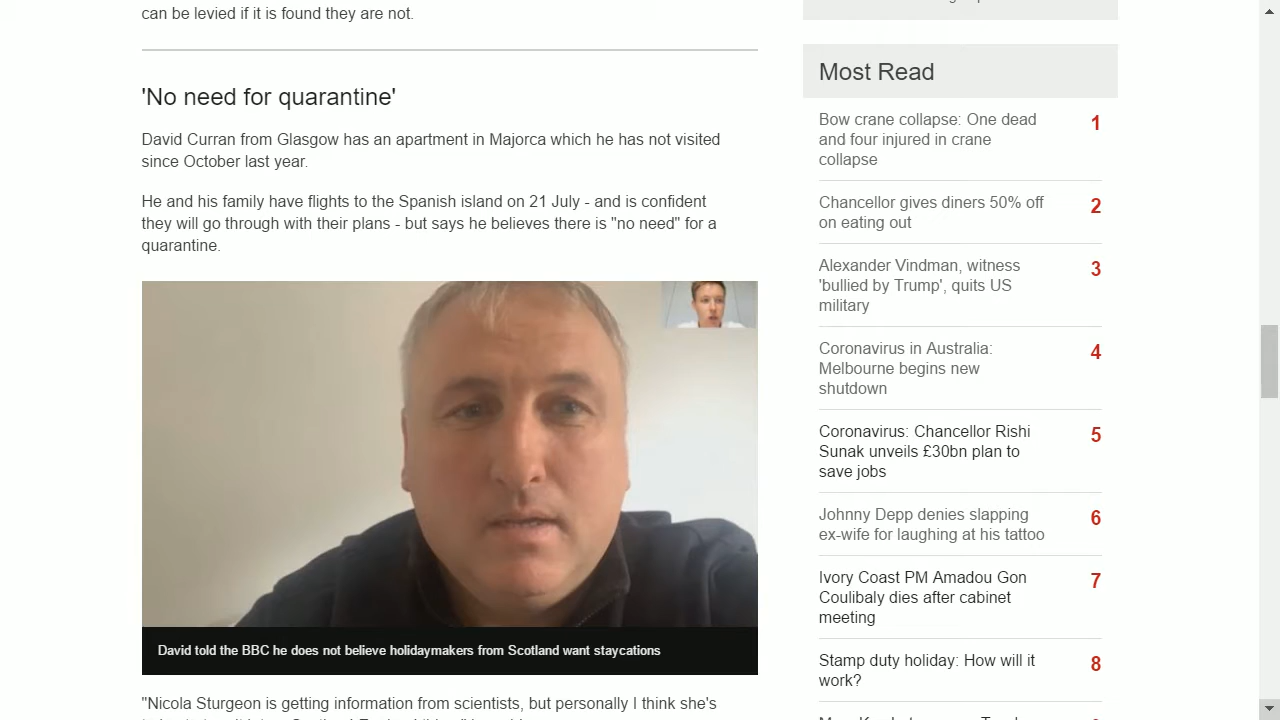 can be levied if it is found they are not.
'No need for quarantine'
David Curran from Glasgow has an apartment in Majorca which he has not visited
since October last year.
He and his family have flights to the Spanish island on 21 July - and is confident
they will go through with their plans - but says he believes there is "no need" for a
quarantine.
David told the BBC he does not believe holidaymakers from Scotland want staycations
"Nicola Sturgeon is getting information from scientists, but personally I think she's
Most Read
Bow crane collapse: One dead
and four injured in crane
collapse
1
Chancellor gives diners 50% off
on eating out
2
Alexander Vindman, witness
'bullied by Trump', quits US
military
3
Coronavirus in Australia:
Melbourne begins new
shutdown
4
Coronavirus: Chancellor Rishi
Sunak unveils £30bn plan to
save jobs
5
Johnny Depp denies slapping
ex-wife for laughing at his tattoo
6
Ivory Coast PM Amadou Gon
Coulibaly dies after cabinet
meeting
7
Stamp duty holiday: How will it
work?
8